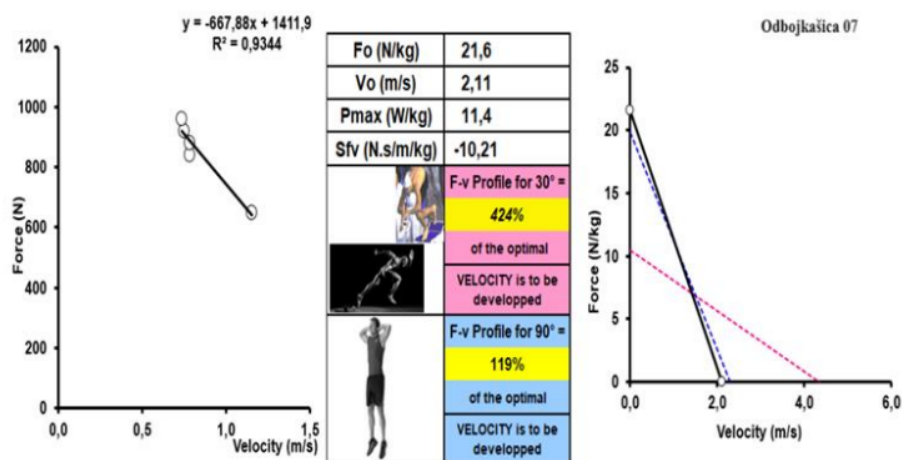 y = -667,88x + 1411,9
R² = 0,9344
1200
1000
800
600
400
200
0
Force (N)
0,0
0,5
1,0
1,5
Velocity (m/s)
Fo (N/kg) 21,6
Vo (m/s) 2,11
Pmax (W/kg) 11,4
Sfv (N.s/m/kg) -10,21
F-v Profile for 30° =
424%
of the optimal
VELOCITY is to be
developped
F-v Profile for 90° =
119%
of the optimal
VELOCITY is to be
developped
Odbojkašica 07
25
20
15
10
5
0
Force (N/kg)
0,0
2,0
4,0
6,0
Velocity (m/s)